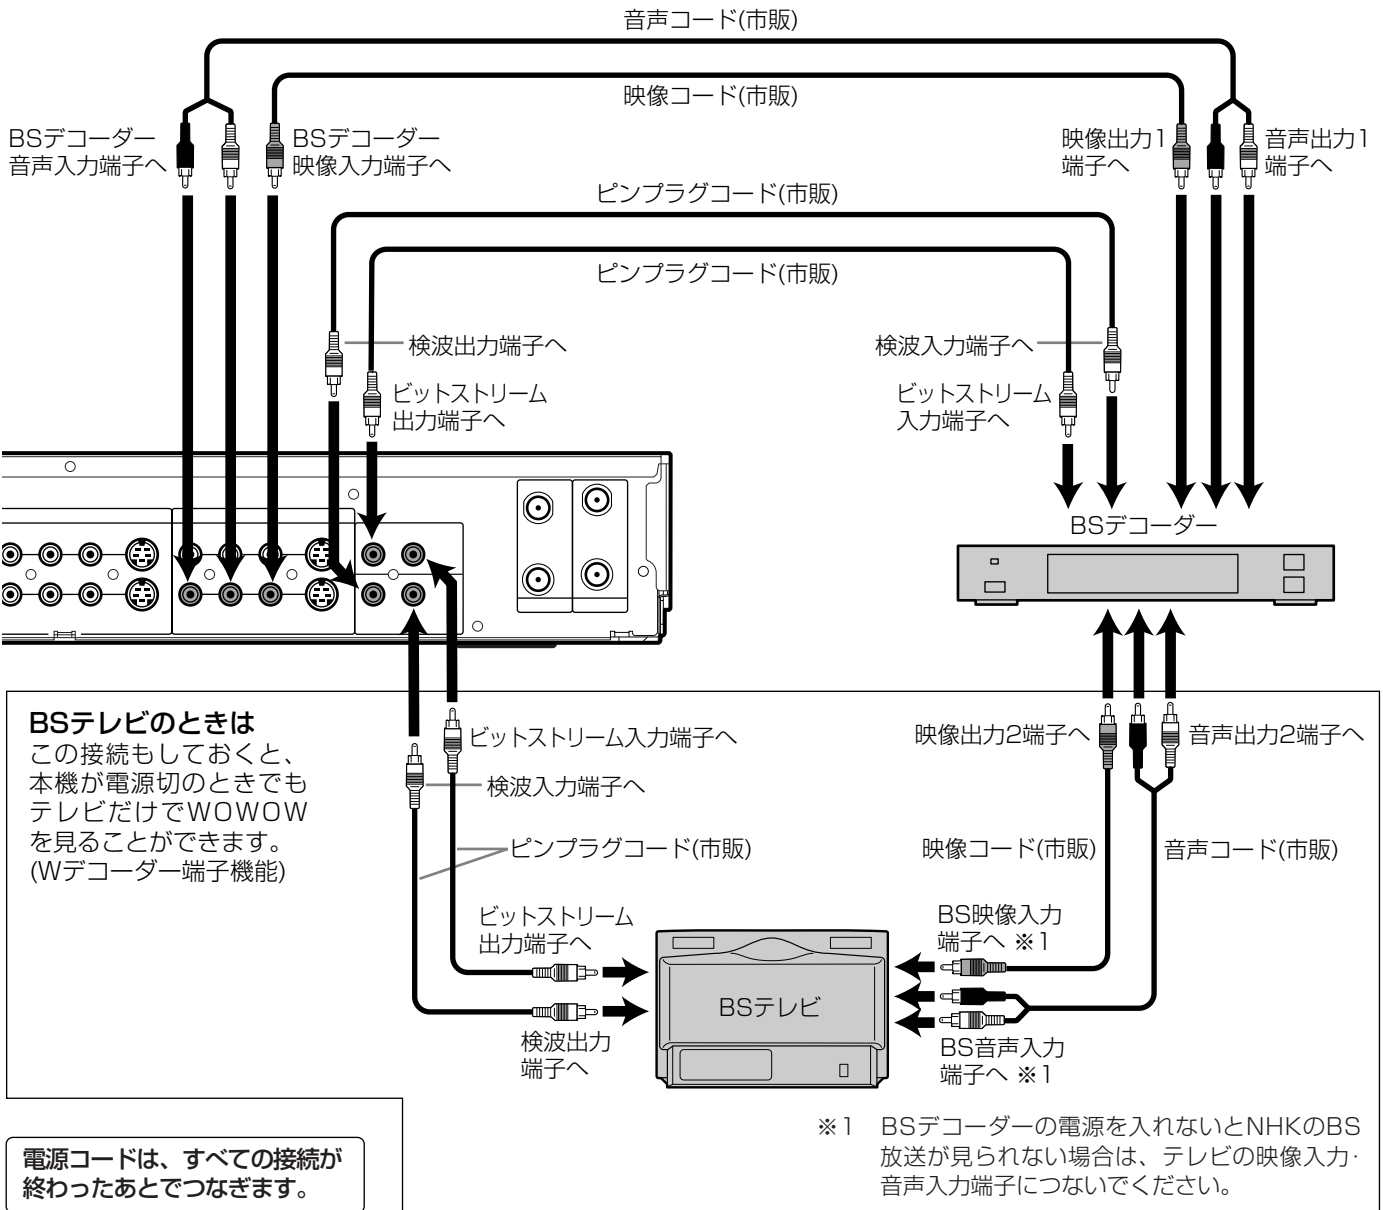 音声コード(市販)
映像コード(市販)
BSデコーダー
音声入力端子へ
BSデコーダー
映像入力端子へ
映像出力1
端子へ
音声出力1
端子へ
ピンプラグコード(市販)
ピンプラグコード(市販)
検波出力端子へ
検波入力端子へ
ビットストリーム
出力端子へ
ビットストリーム
入力端子へ
BSデコーダー
BSテレビのときは
この接続もしておくと、
本機が電源切のときでも
テレビだけでWOWOW
を見ることができます。
(Wデコーダー端子機能)
ビットストリーム入力端子へ
検波入力端子へ
ピンプラグコード(市販)
映像出力2端子へ
音声出力2端子へ
映像コード(市販)
音声コード(市販)
ビットストリーム
出力端子へ
BS映像入力
端子へ ※1
BSテレビ
検波出力
端子へ
BS音声入力
端子へ ※1
※1 BSデコーダーの電源を入れないとNHKのBS
放送が見られない場合は、テレビの映像入力・
音声入力端子につないでください。
電源コードは、すべての接続が
終わったあとでつなぎます。